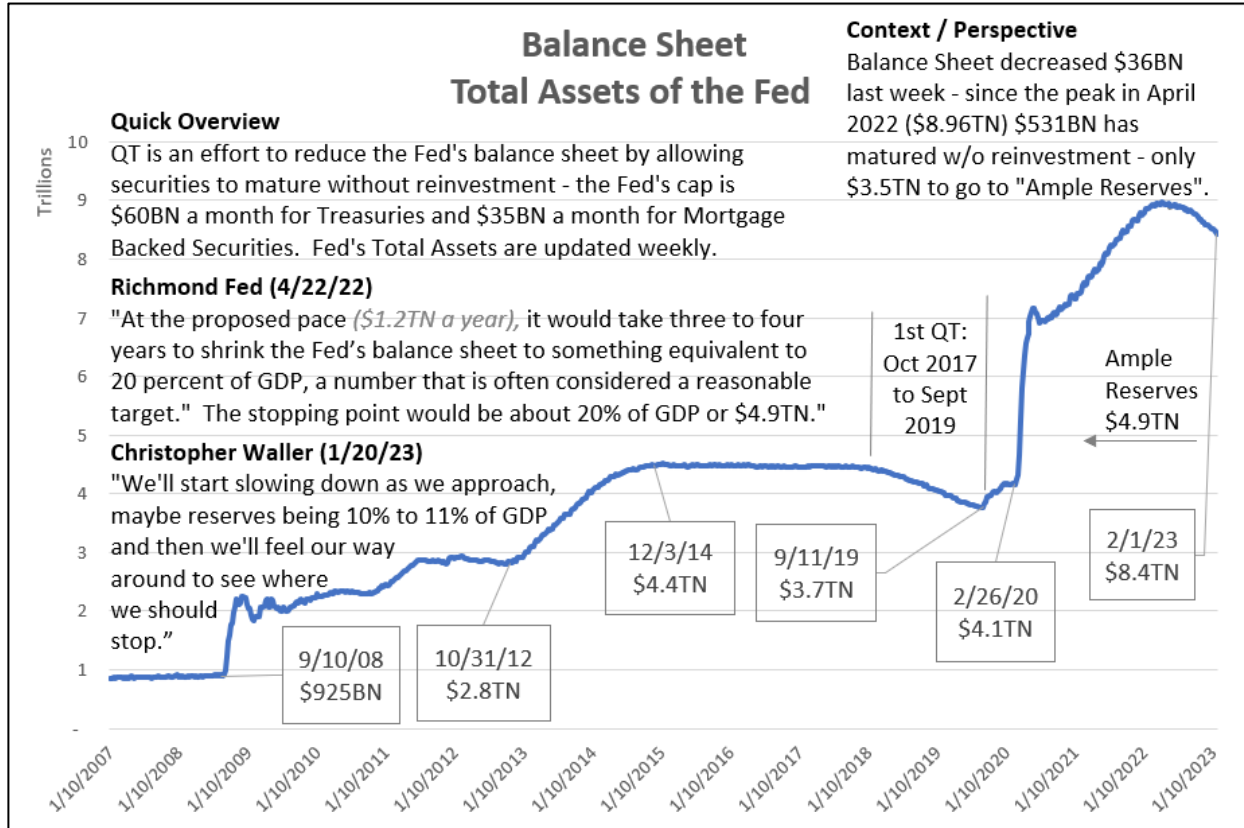 Balance Sheet
Total Assets of the Fed
Context / Perspective
Balance Sheet decreased $36BN
last week - since the peak in April
2022 ($8.96TN) $531BN has
matured w/o reinvestment - only
$3.5TN to go to "Ample Reserves".
Quick Overview
QT is an effort to reduce the Fed's balance sheet by allowing
securities to mature without reinvestment - the Fed's cap is
$60BN a month for Treasuries and $35BN a month for Mortgage
Backed Securities.  Fed's Total Assets are updated weekly.
Richmond Fed (4/22/22)
"At the proposed pace ($1.2TN a year), it would take three to four
years to shrink the Fed’s balance sheet to something equivalent to
20 percent of GDP, a number that is often considered a reasonable
target."  The stopping point would be about 20% of GDP or $4.9TN."
Christopher Waller (1/20/23)
"We'll start slowing down as we approach,
maybe reserves being 10% to 11% of GDP
and then we'll feel our way
around to see where
we should
stop.”
1st QT:
Oct 2017
to Sept
2019
Ample
Reserves
$4.9TN
9/10/08
$925BN
10/31/12
$2.8TN
12/3/14
$4.4TN
9/11/19
$3.7TN
2/26/20
$4.1TN
2/1/23
$8.4TN
Trillions
10
9
8
7
6
5
4
3
2
1
-
1/10/2007
1/10/2008
1/10/2009
1/10/2010
1/10/2011
1/10/2012
1/10/2013
1/10/2014
1/10/2015
1/10/2016
1/10/2017
1/10/2018
1/10/2019
1/10/2020
1/10/2021
1/10/2022
1/10/2023